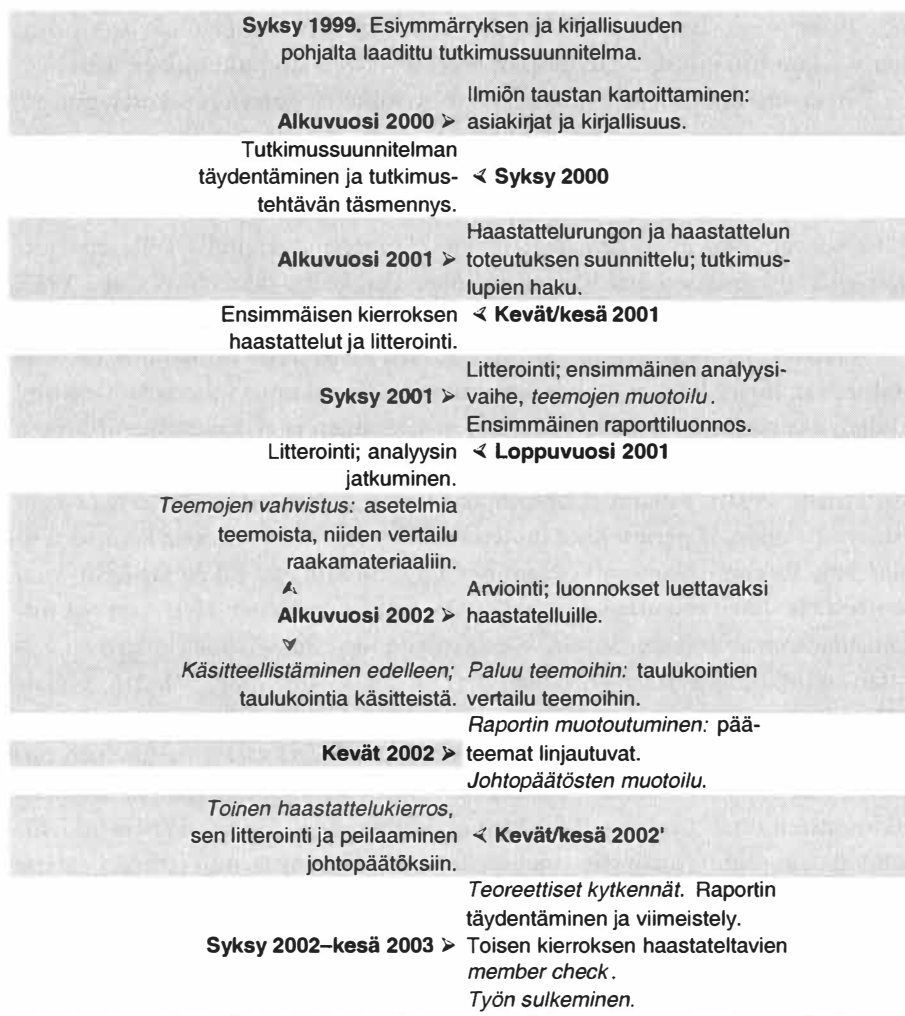 Syksy 1999. Esiymmärryksen ja kirjallisuuden
pohjalta laadittu tutkimussuunnitelma.
Ilmiön taustan kartoittaminen:
Alkuvuosi 2000 ➢ asiakirjat ja kirjallisuus.
Tutkimussuunnitelman
täydentäminen ja tutkimus- ⮘ Syksy 2000
tehtävän täsmennys.
Haastattelurungon ja haastattelun
Alkuvuosi 2001 ➢ toteutuksen suunnittelu; tutkimus-
lupien haku.
Ensimmäisen kierroksen ⮘ Kevät/kesä 2001
haastattelut ja litterointi.
Litterointi; ensimmäinen analyysi-
Syksy 2001 ➢ vaihe, teemojen muotoilu.
Ensimmäinen raporttiluonnos.
Litterointi; analyysin ⮘ Loppuvuosi 2001
jatkuminen.
Teemojen vahvistus: asetelmia
teemoista, niiden vertailu
raakamateriaaliin.
Arviointi; luonnokset luettavaksi
Alkuvuosi 2002 ➢ haastatelluille.
Käsitteellistäminen edelleen; Paluu teemoihin: taulukointien
taulukointia käsitteistä. vertailu teemoihin.
Raportin muotoutuminen: pää-
Kevät 2002 ➢ teemat linjautuvat.
Johtopäätösten muotoilu.
Toinen haastattelukierros,
sen litterointi ja peilaaminen ⮘ Kevät/kesä 2002'
johtopäätöksiin.
Teoreettiset kytkennät. Raportin
täydentäminen ja viimeistely.
Syksy 2002–kesä 2003 ➢ Toisen kierroksen haastateltavien
member check.
Työn sulkeminen.